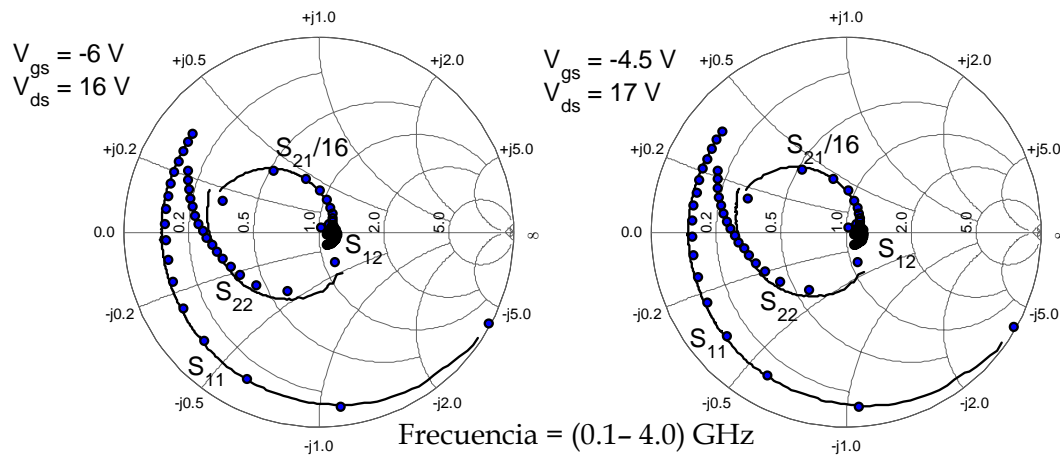 +j1.0
+j1.0
V_gs = -6 V
V_ds = 16 V
+j0.5
+j2.0
V_gs = -4.5 V
V_ds = 17 V
+j0.5
+j2.0
+j0.2
S_21/16
+j5.0
+j0.2
S_21/16
+j5.0
0.0
0.2
0.5
1.0
2.0
5.0
∞
0.0
0.2
0.5
1.0
2.0
5.0
∞
S_12
S_12
S_22
S_22
-j0.2
-j5.0
-j0.2
-j5.0
S_11
S_11
-j0.5
-j2.0
-j0.5
-j2.0
-j1.0
Frecuencia = (0.1– 4.0) GHz
-j1.0